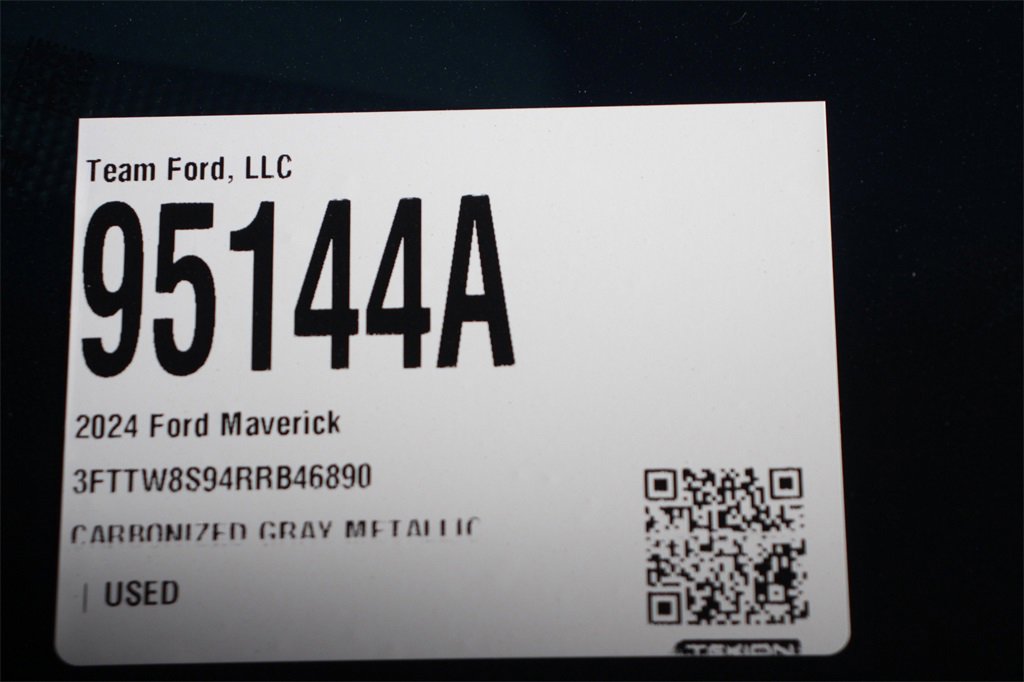 Team Ford, LLC
95144A
2024 Ford Maverick
3FTTW8S94RRB46890
CARBONIZED GRAY METALLIC
| USED
TEKION